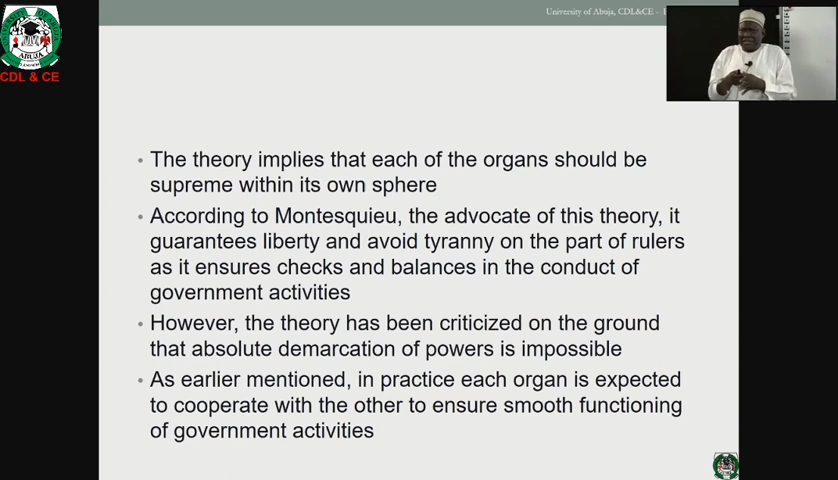 University of Abuja, CDL&CE -
ABUJA
CDL & CE
• The theory implies that each of the organs should be
supreme within its own sphere
• According to Montesquieu, the advocate of this theory, it
guarantees liberty and avoid tyranny on the part of rulers
as it ensures checks and balances in the conduct of
government activities
• However, the theory has been criticized on the ground
that absolute demarcation of powers is impossible
• As earlier mentioned, in practice each organ is expected
to cooperate with the other to ensure smooth functioning
of government activities